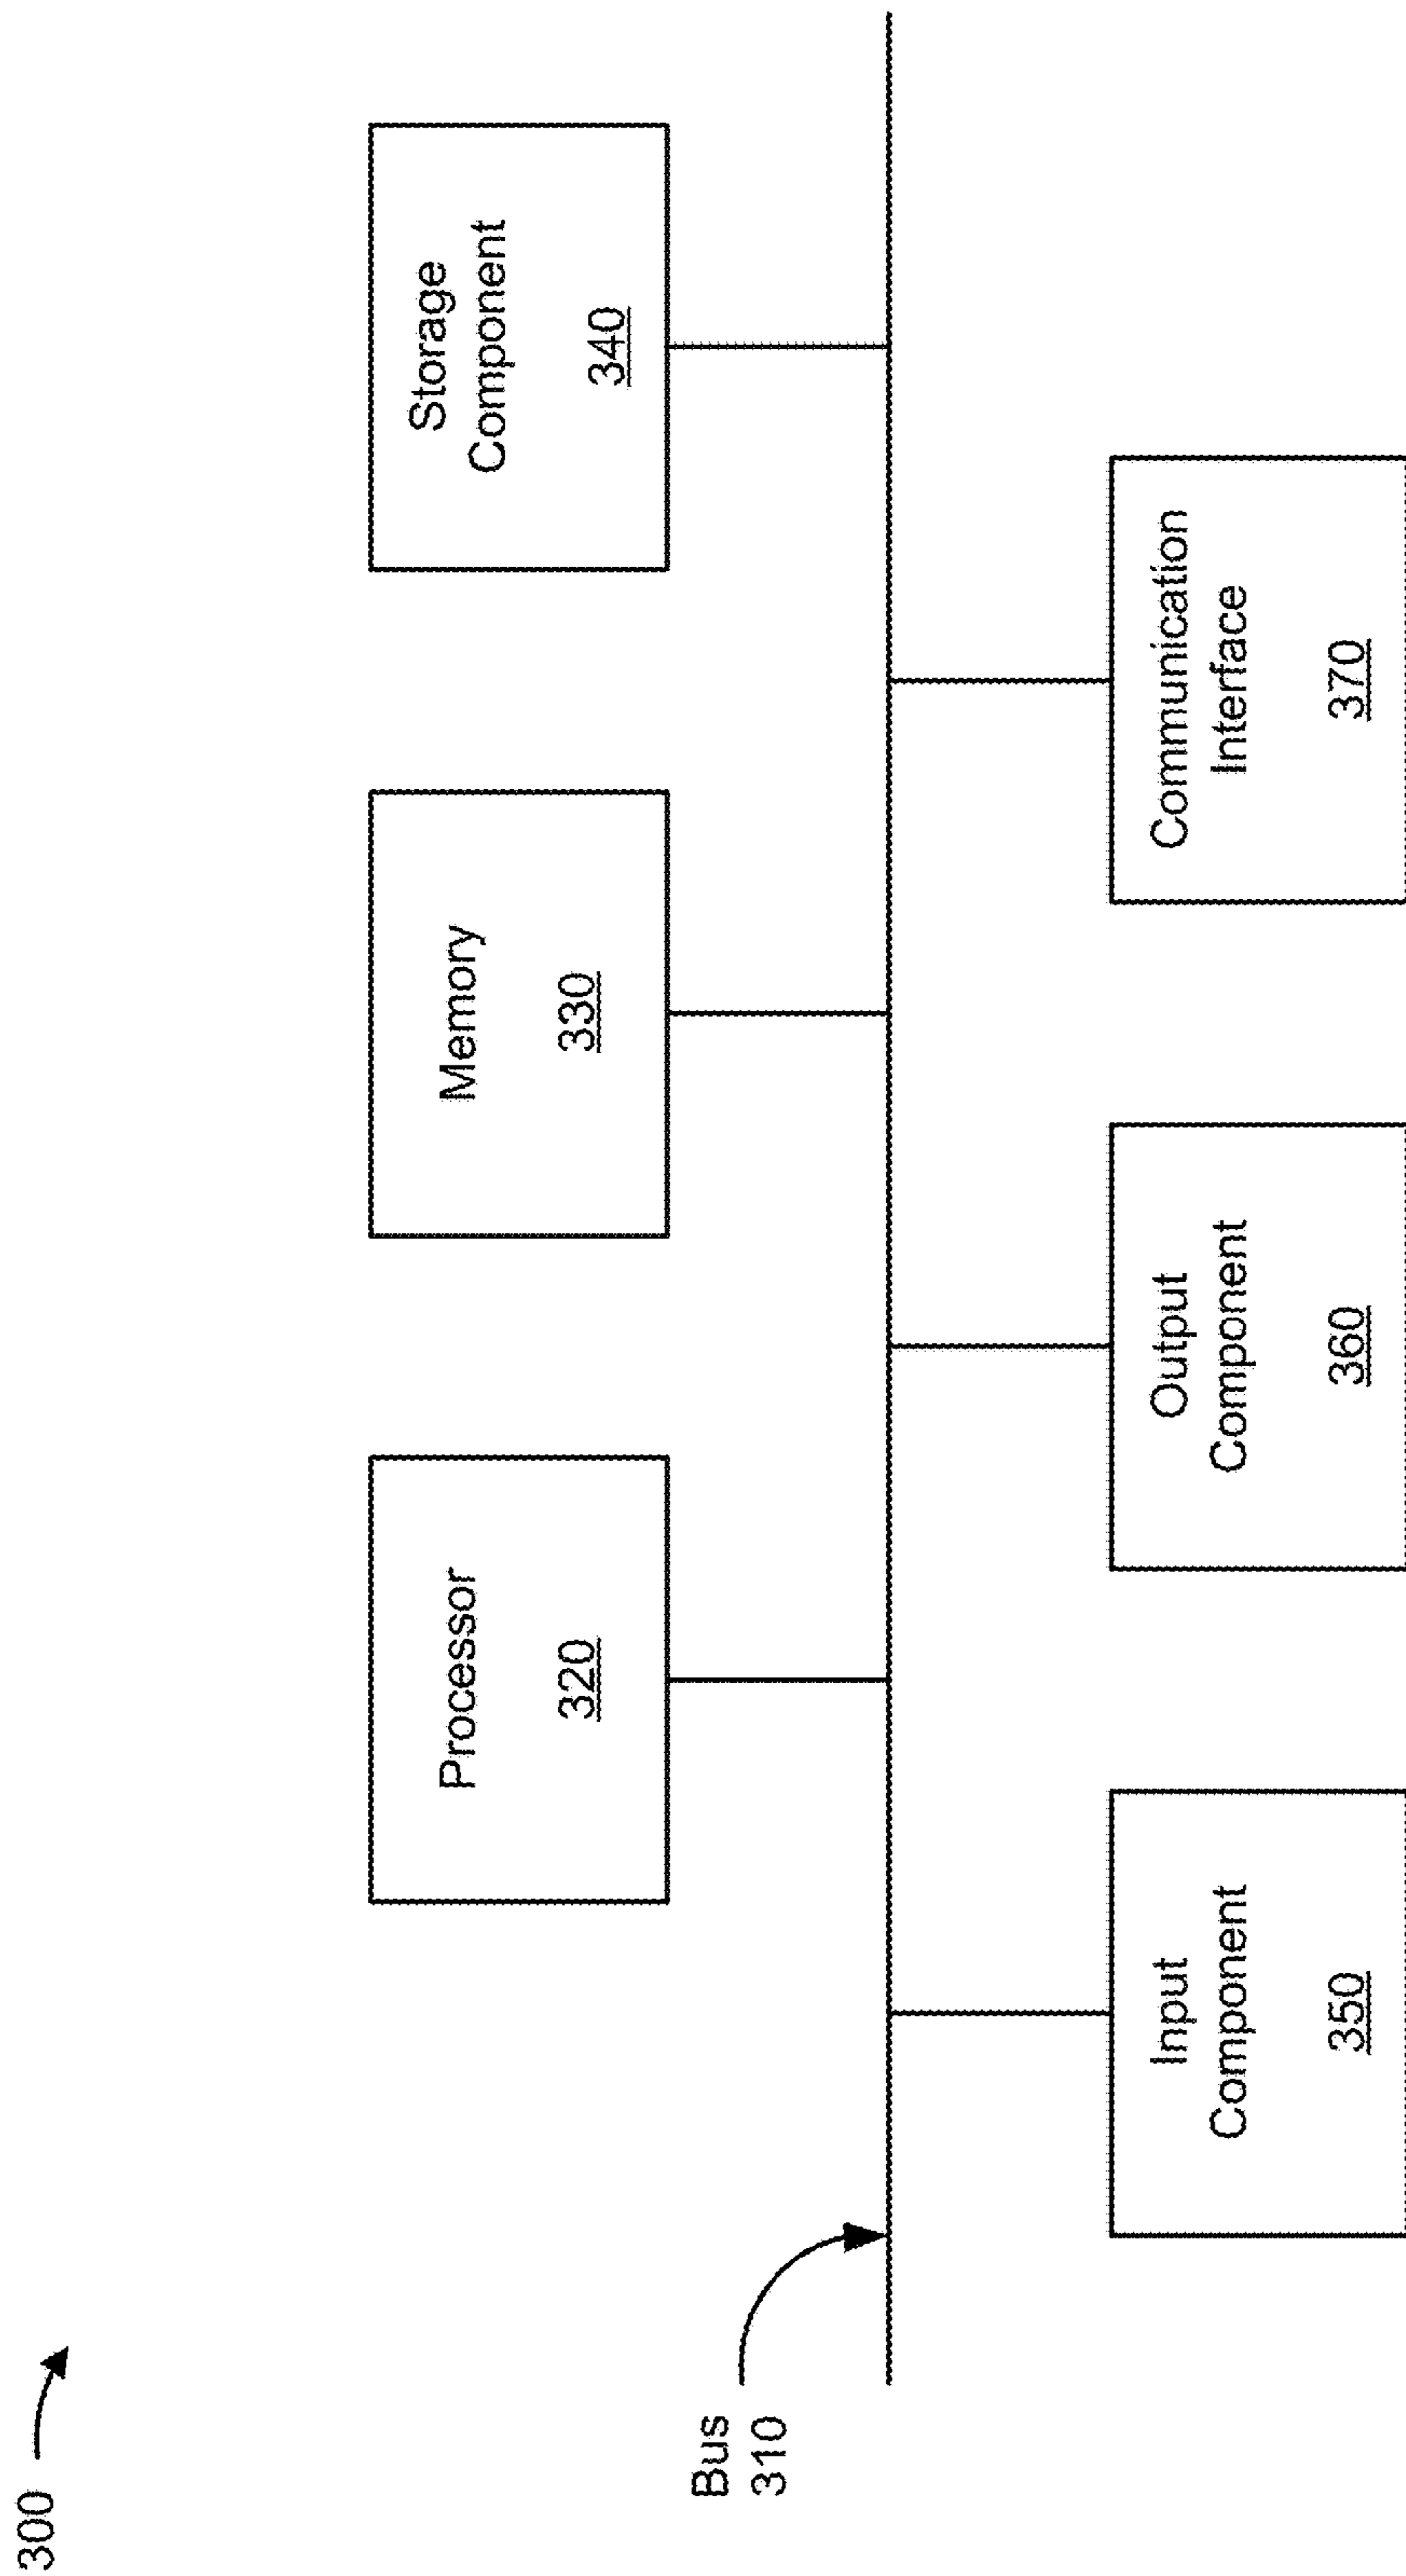 300
Processor
320
Memory
330
Storage
Component
340
Bus
310
Input
Component
350
Output
Component
360
Communication
Interface
370